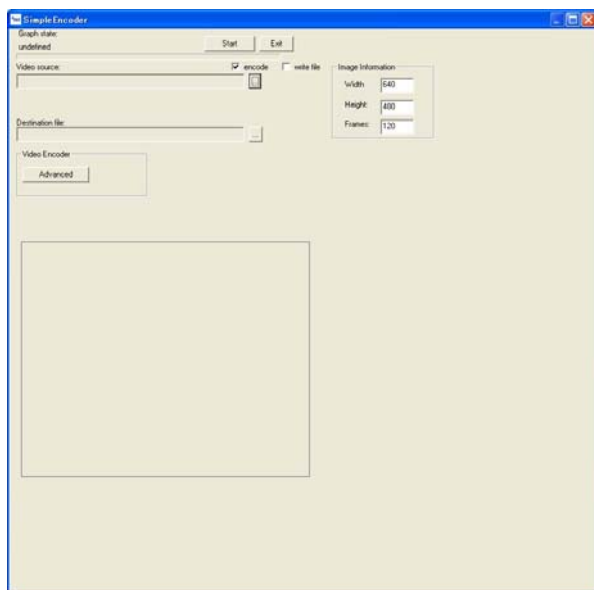 SimpleEncoder
Graph state:
undefined
Start
Exit
Video source:
encode
write file
Image Information
Width:
640
Height:
480
Frames:
120
Destination file:
...
Video Encoder
Advanced